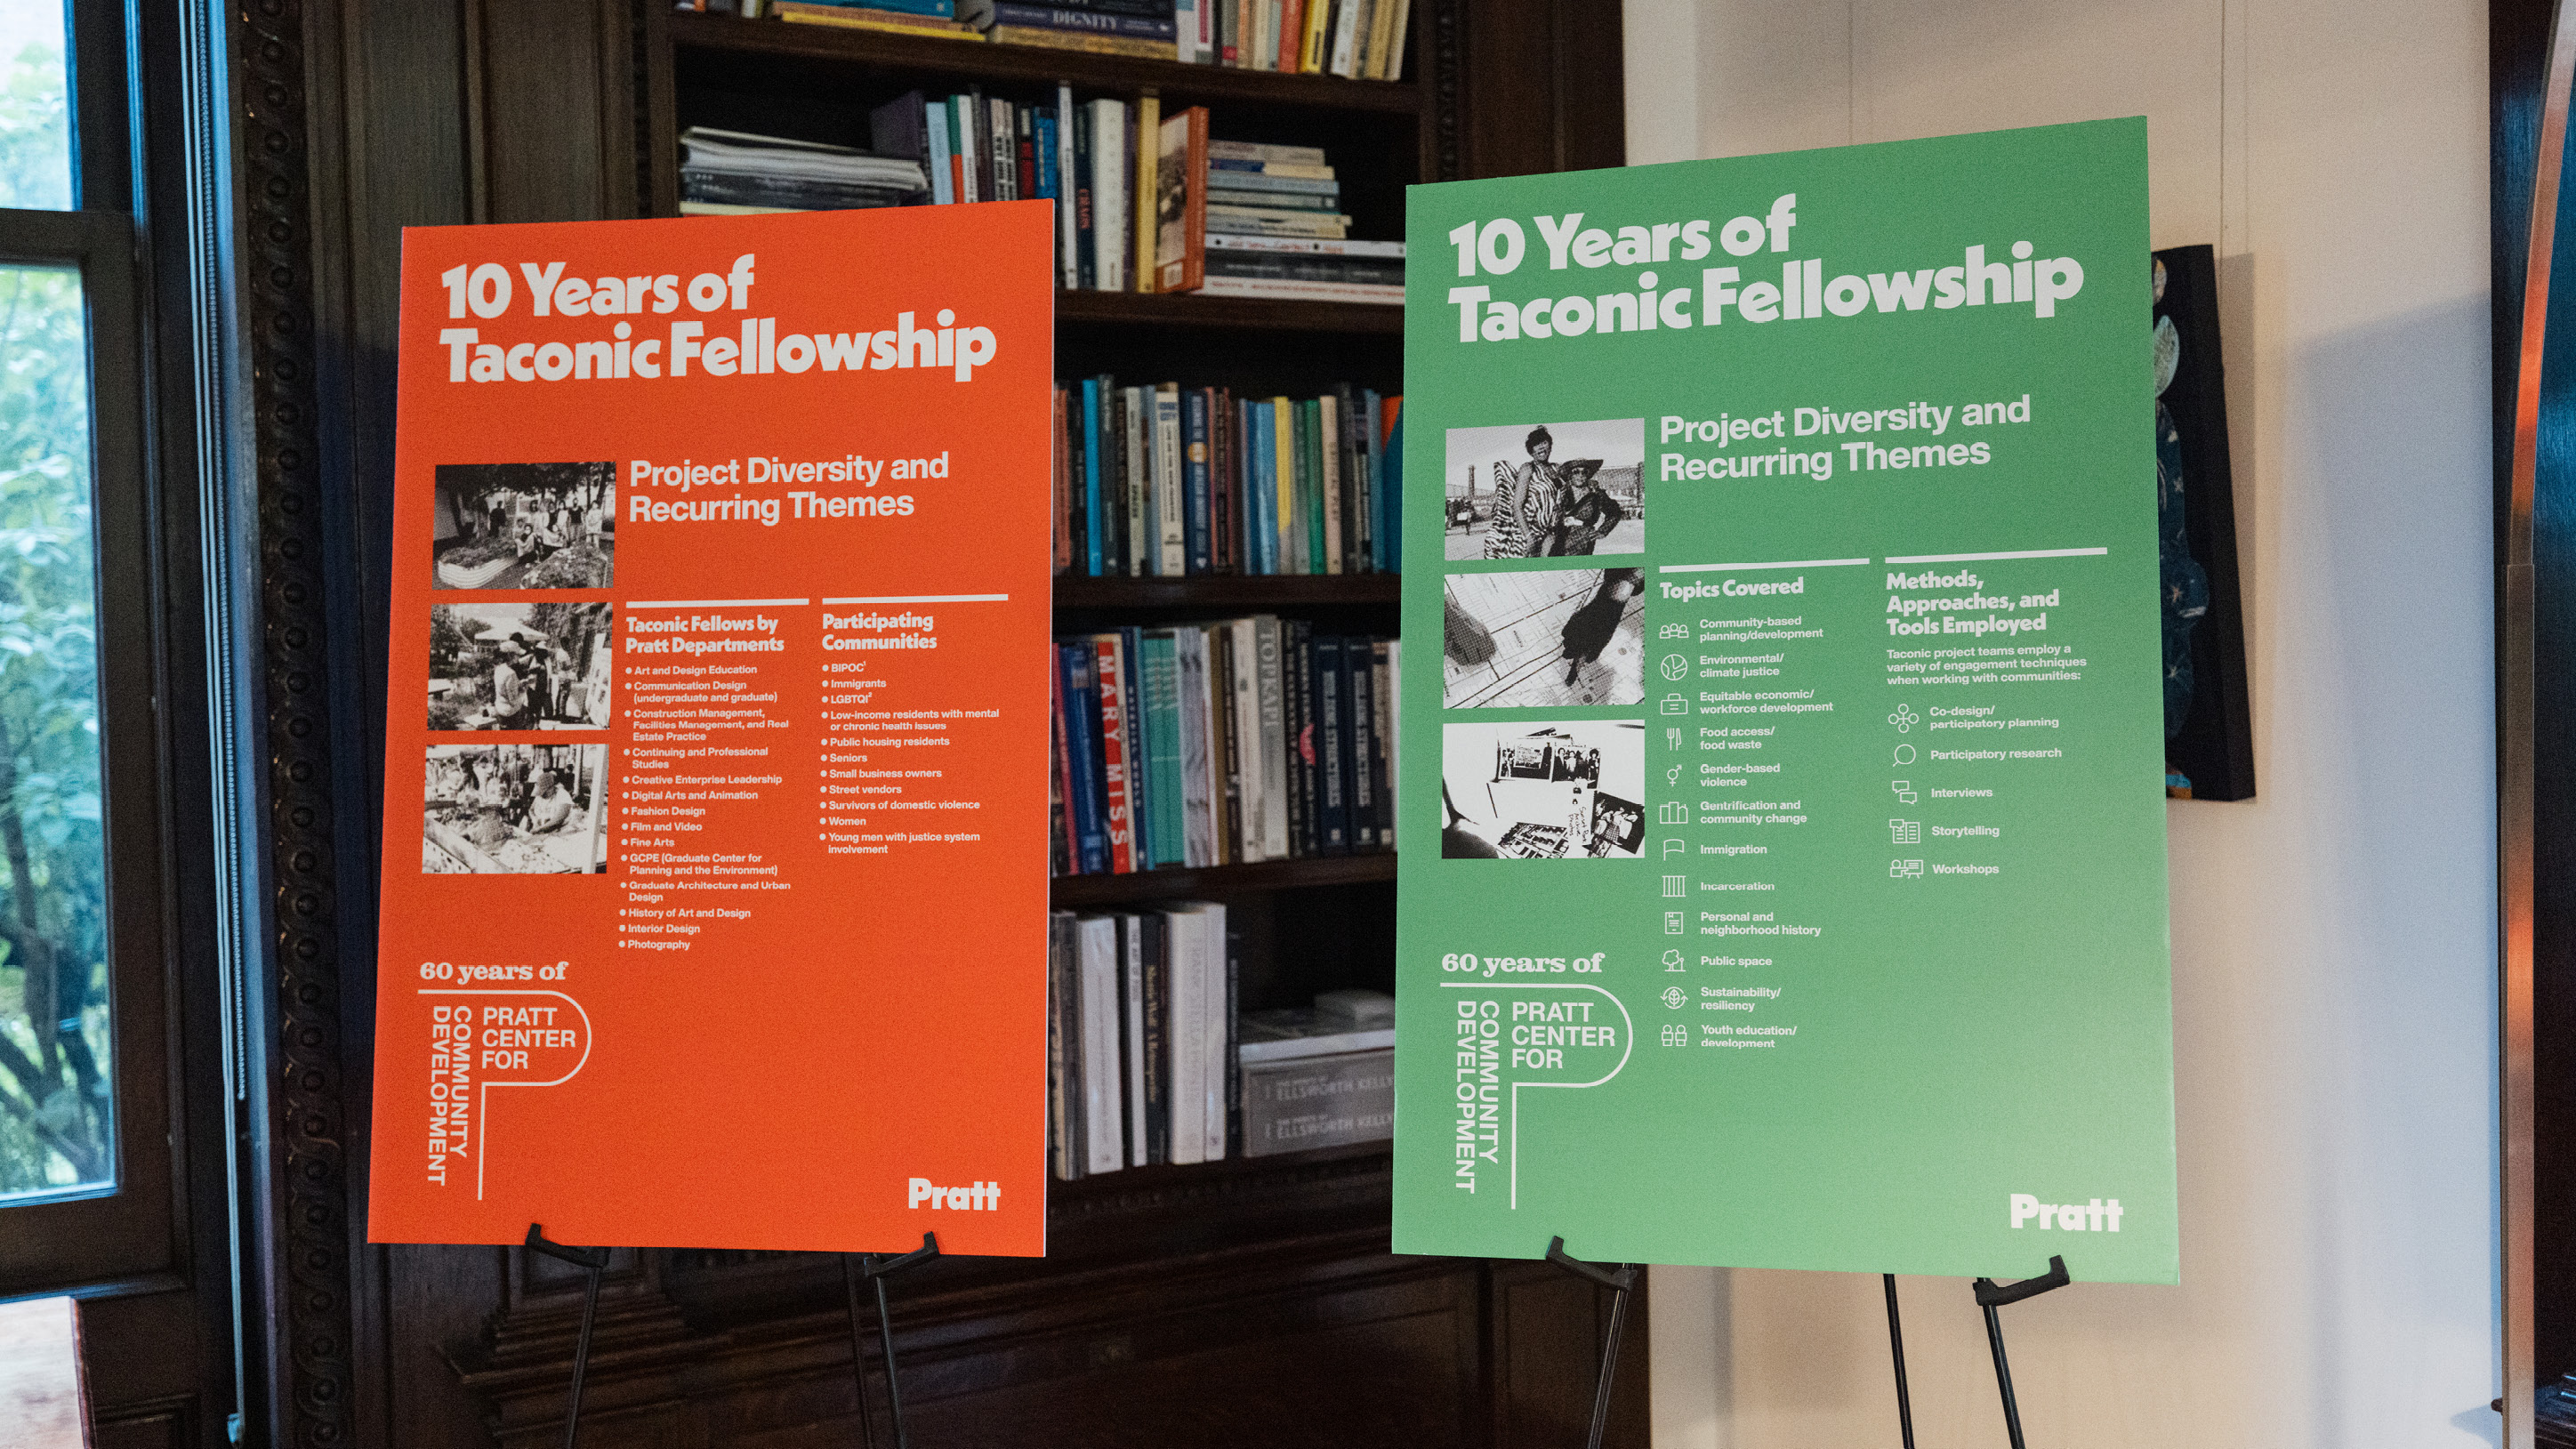 DIGNITY
10 Years of
Taconic Fellowship
Project Diversity and
Recurring Themes
Taconic Fellows by
Pratt Departments
• Art and Design Education
• Communication Design
(undergraduate and graduate)
• Construction Management,
Facilities Management, and Real
Estate Practice
• Continuing and Professional
Studies
• Creative Enterprise Leadership
• Digital Arts and Animation
• Fashion Design
• Film and Video
• Fine Arts
• GCPE (Graduate Center for
Planning and the Environment)
• Graduate Architecture and Urban
Design
• History of Art and Design
• Interior Design
• Photography
Participating
Communities
• BIPOC¹
• Immigrants
• LGBTQI²
• Low-income residents with mental
or chronic health issues
• Public housing residents
• Seniors
• Small business owners
• Street vendors
• Survivors of domestic violence
• Women
• Young men with justice system
involvement
60 years of
PRATT
CENTER
FOR
COMMUNITY
DEVELOPMENT
Pratt
MARY MISS
TOPKAPI
ELLSWORTH KELLY
ELLSWORTH KELLY
10 Years of
Taconic Fellowship
Project Diversity and
Recurring Themes
Topics Covered
Community-based
planning/development
Environmental/
climate justice
Equitable economic/
workforce development
Food access/
food waste
Gender-based
violence
Gentrification and
community change
Immigration
Incarceration
Personal and
neighborhood history
Public space
Sustainability/
resiliency
Youth education/
development
Methods,
Approaches, and
Tools Employed
Taconic project teams employ a
variety of engagement techniques
when working with communities:
Co-design/
participatory planning
Participatory research
Interviews
Storytelling
Workshops
60 years of
PRATT
CENTER
FOR
COMMUNITY
DEVELOPMENT
Pratt